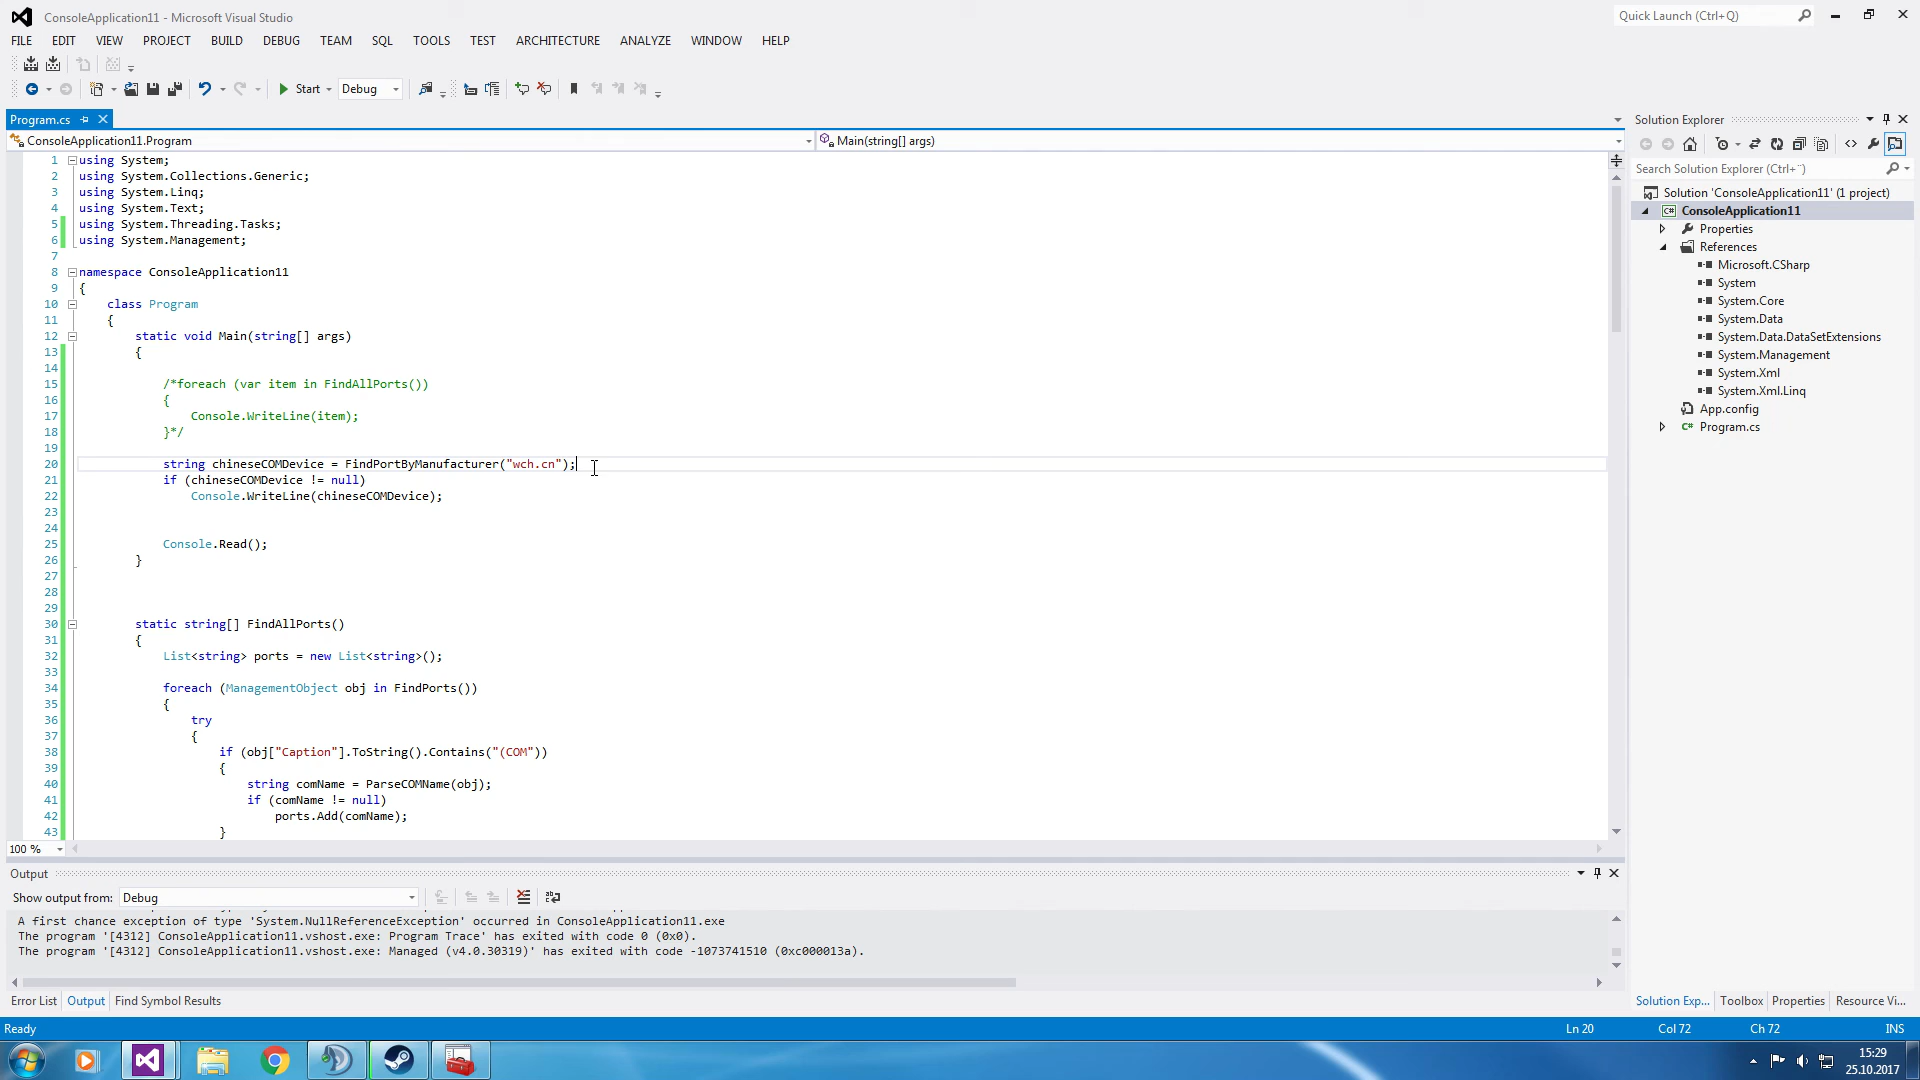 ConsoleApplication11 - Microsoft Visual Studio
Quick Launch (Ctrl+Q)
FILE EDIT VIEW PROJECT BUILD DEBUG TEAM SQL TOOLS TEST ARCHITECTURE ANALYZE WINDOW HELP
Start Debug
Program.cs
ConsoleApplication11.Program
Main(string[] args)
1 using System;
2 using System.Collections.Generic;
3 using System.Linq;
4 using System.Text;
5 using System.Threading.Tasks;
6 using System.Management;
7
8 namespace ConsoleApplication11
9 {
10 class Program
11 {
12 static void Main(string[] args)
13 {
14
15 /*foreach (var item in FindAllPorts())
16 {
17 Console.WriteLine(item);
18 }*/
19
20 string chineseCOMDevice = FindPortByManufacturer("wch.cn");
21 if (chineseCOMDevice != null)
22 Console.WriteLine(chineseCOMDevice);
23
24
25 Console.Read();
26 }
27
28
29
30 static string[] FindAllPorts()
31 {
32 List<string> ports = new List<string>();
33
34 foreach (ManagementObject obj in FindPorts())
35 {
36 try
37 {
38 if (obj["Caption"].ToString().Contains("(COM"))
39 {
40 string comName = ParseCOMName(obj);
41 if (comName != null)
42 ports.Add(comName);
43 }
100 %
Solution Explorer
Search Solution Explorer (Ctrl+¨)
Solution 'ConsoleApplication11' (1 project)
ConsoleApplication11
Properties
References
Microsoft.CSharp
System
System.Core
System.Data
System.Data.DataSetExtensions
System.Management
System.Xml
System.Xml.Linq
App.config
Program.cs
Output
Show output from: Debug
A first chance exception of type 'System.NullReferenceException' occurred in ConsoleApplication11.exe
The program '[4312] ConsoleApplication11.vshost.exe: Program Trace' has exited with code 0 (0x0).
The program '[4312] ConsoleApplication11.vshost.exe: Managed (v4.0.30319)' has exited with code -1073741510 (0xc000013a).
Error List Output Find Symbol Results
Solution Exp... Toolbox Properties Resource Vi...
Ready
Ln 20 Col 72 Ch 72 INS
15:29
25.10.2017